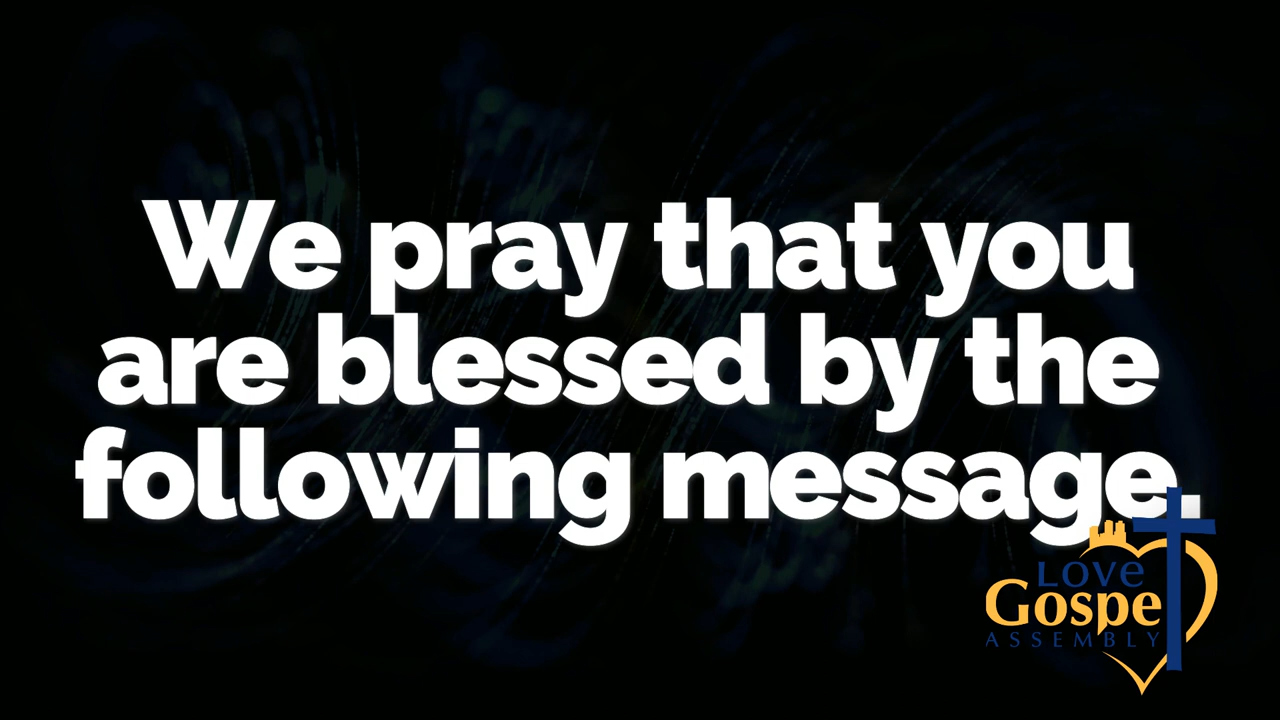 We pray that you
are blessed by the
following message.
LOVE
Gospel
ASSEMBLY